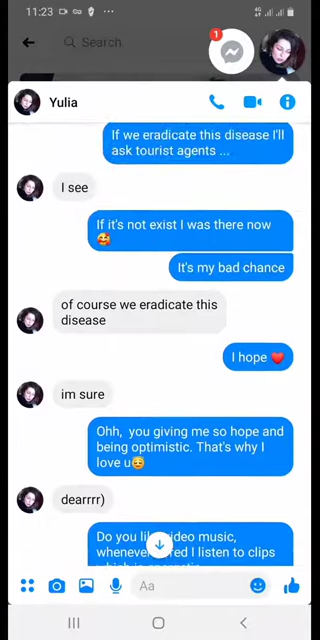 11:23
4G
Search
1
Yulia
If we eradicate this disease I'll
ask tourist agents ...
I see
If it's not exist I was there now
🥰
It's my bad chance
of course we eradicate this
disease
I hope ❤️
im sure
Ohh, you giving me so hope and
being optimistic. That's why I
love u😅
dearrrr)
Do you video music,
whenever I listen to clips
Aa